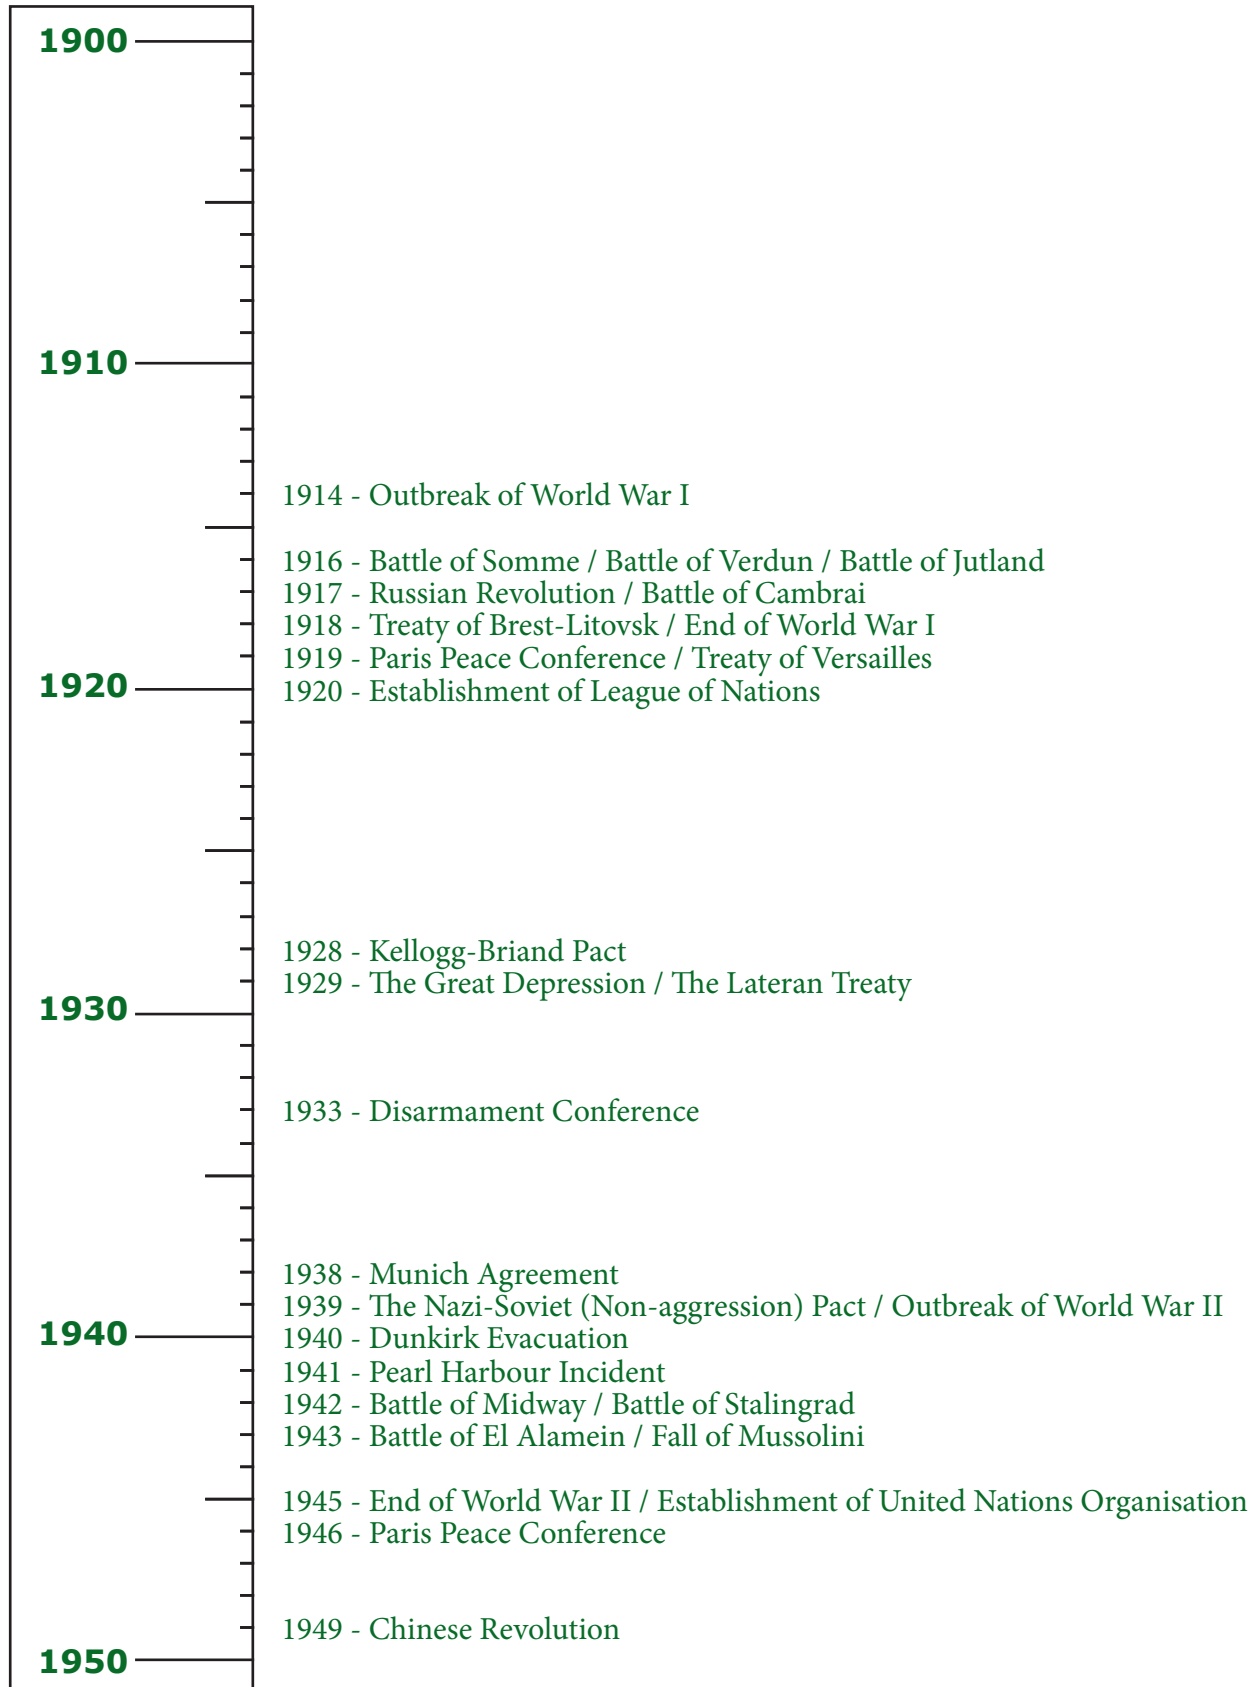 1900
1910
1914 - Outbreak of World War I
1916 - Battle of Somme / Battle of Verdun / Battle of Jutland
1917 - Russian Revolution / Battle of Cambrai
1918 - Treaty of Brest-Litovsk / End of World War I
1919 - Paris Peace Conference / Treaty of Versailles
1920
1920 - Establishment of League of Nations
1928 - Kellogg-Briand Pact
1929 - The Great Depression / The Lateran Treaty
1930
1933 - Disarmament Conference
1938 - Munich Agreement
1939 - The Nazi-Soviet (Non-aggression) Pact / Outbreak of World War II
1940
1940 - Dunkirk Evacuation
1941 - Pearl Harbour Incident
1942 - Battle of Midway / Battle of Stalingrad
1943 - Battle of El Alamein / Fall of Mussolini
1945 - End of World War II / Establishment of United Nations Organisation
1946 - Paris Peace Conference
1949 - Chinese Revolution
1950